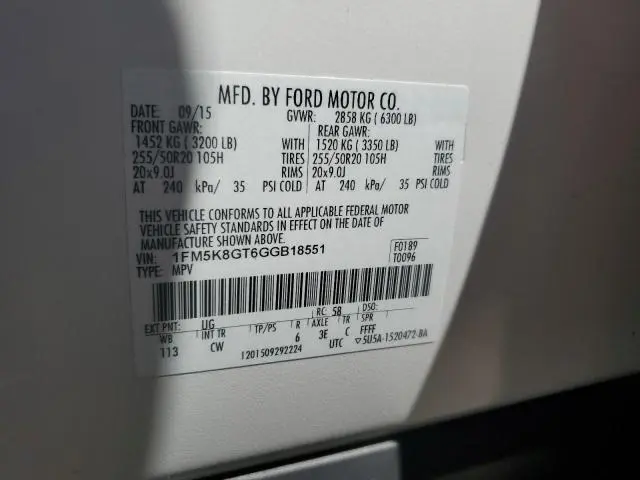 MFD. BY FORD MOTOR CO.
DATE: 09/15 GVWR: 2858 KG ( 6300 LB)
FRONT GAWR: REAR GAWR:
1452 KG ( 3200 LB) WITH 1520 KG ( 3350 LB) WITH
255/50R20 105H TIRES 255/50R20 105H TIRES
20x9.0J RIMS 20x9.0J RIMS
AT 240 kPa/ 35 PSI COLD AT 240 kPa/ 35 PSI COLD
THIS VEHICLE CONFORMS TO ALL APPLICABLE FEDERAL MOTOR
VEHICLE SAFETY STANDARDS IN EFFECT ON THE DATE OF
MANUFACTURE SHOWN ABOVE.
VIN: 1FM5K8GT6GGB18551 F0189
TYPE: MPV T0096
EXT PNT: UG RC: 58 DSO:
WB INT TR TP/PS R AXLE TR SPR
113 CW 6 3E C FFFF
1201509292224 UTC ▽5U5A-1520472-BA